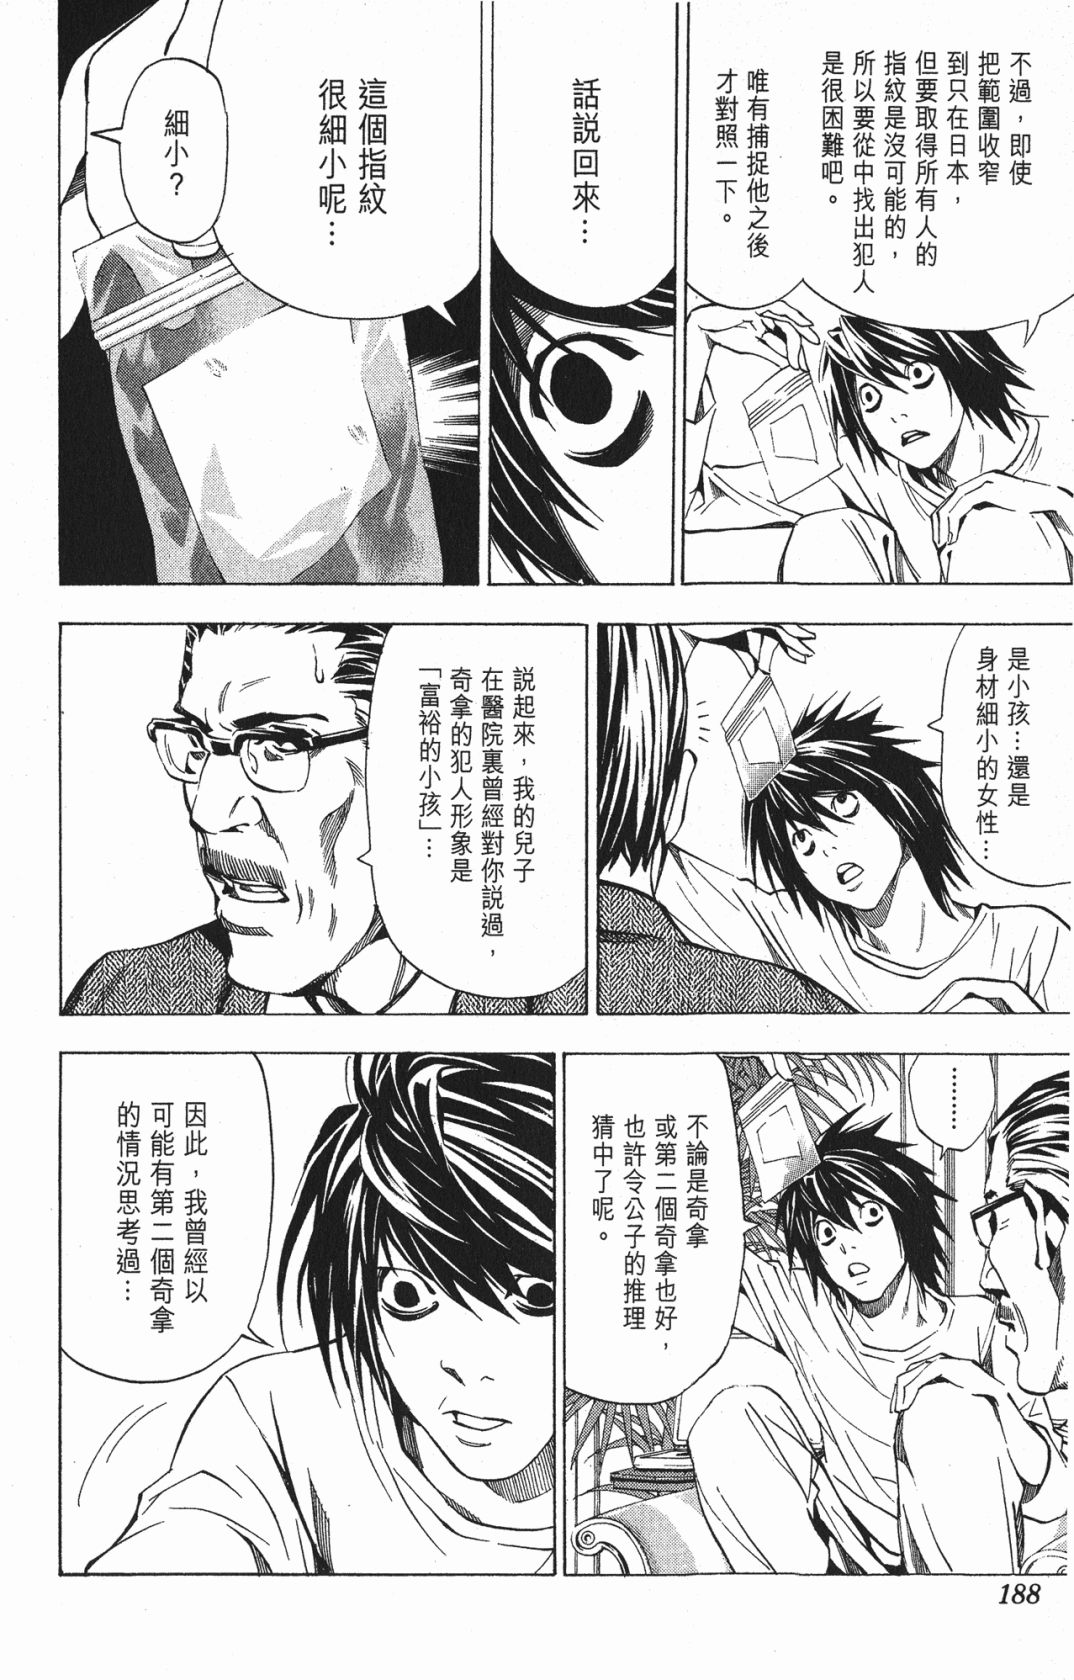 不過，即使
把範圍收窄
到只在日本，
但要取得所有人的
指紋是沒可能的，
所以要從中找出犯人
是很困難吧。
唯有捕捉他之後
才對照一下。
話說回來…
這個指紋
很細小呢…
細小？
是小孩…還是
身材細小的女性…
說起來，我的兒子
在醫院裏曾經對你說過，
奇拿的犯人形象是
「富裕的小孩」…
………
不論是奇拿
或第二個奇拿也好，
也許令公子的推理
猜中了呢。
因此，我曾經以
可能有第二個奇拿
的情況思考過…
188